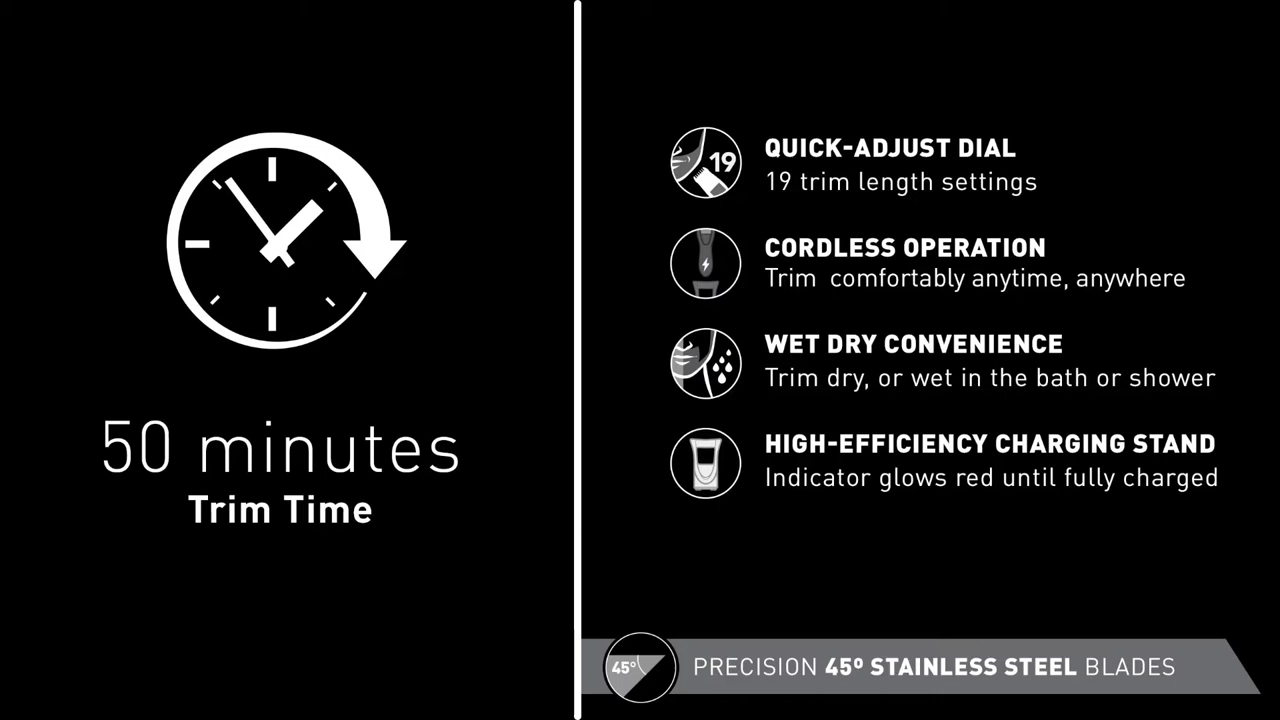 50 minutes
Trim Time
19
QUICK-ADJUST DIAL
19 trim length settings
CORDLESS OPERATION
Trim comfortably anytime, anywhere
WET DRY CONVENIENCE
Trim dry, or wet in the bath or shower
HIGH-EFFICIENCY CHARGING STAND
Indicator glows red until fully charged
45º
PRECISION 45º STAINLESS STEEL BLADES